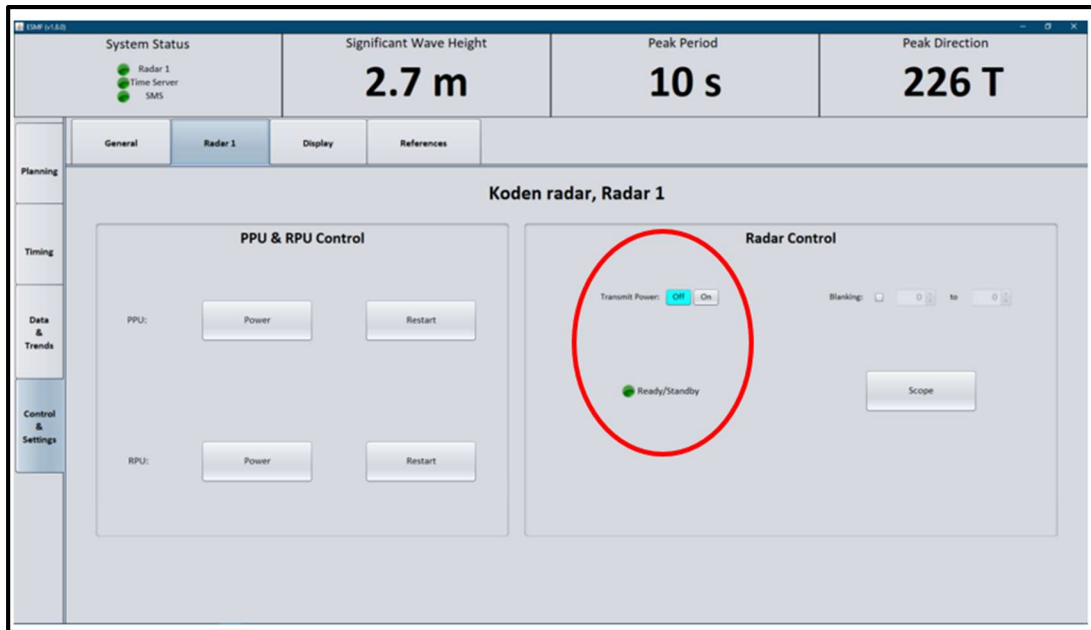 ESMF (v1.8.0)
System Status
Radar 1
Time Server
SMS
Significant Wave Height
2.7 m
Peak Period
10 s
Peak Direction
226 T
Planning
Timing
Data
&
Trends
Control
&
Settings
General
Radar 1
Display
References
Koden radar, Radar 1
PPU & RPU Control
PPU:
Power
Restart
RPU:
Power
Restart
Radar Control
Transmit Power:
Off
On
Blanking:
0
to
0
Ready/Standby
Scope